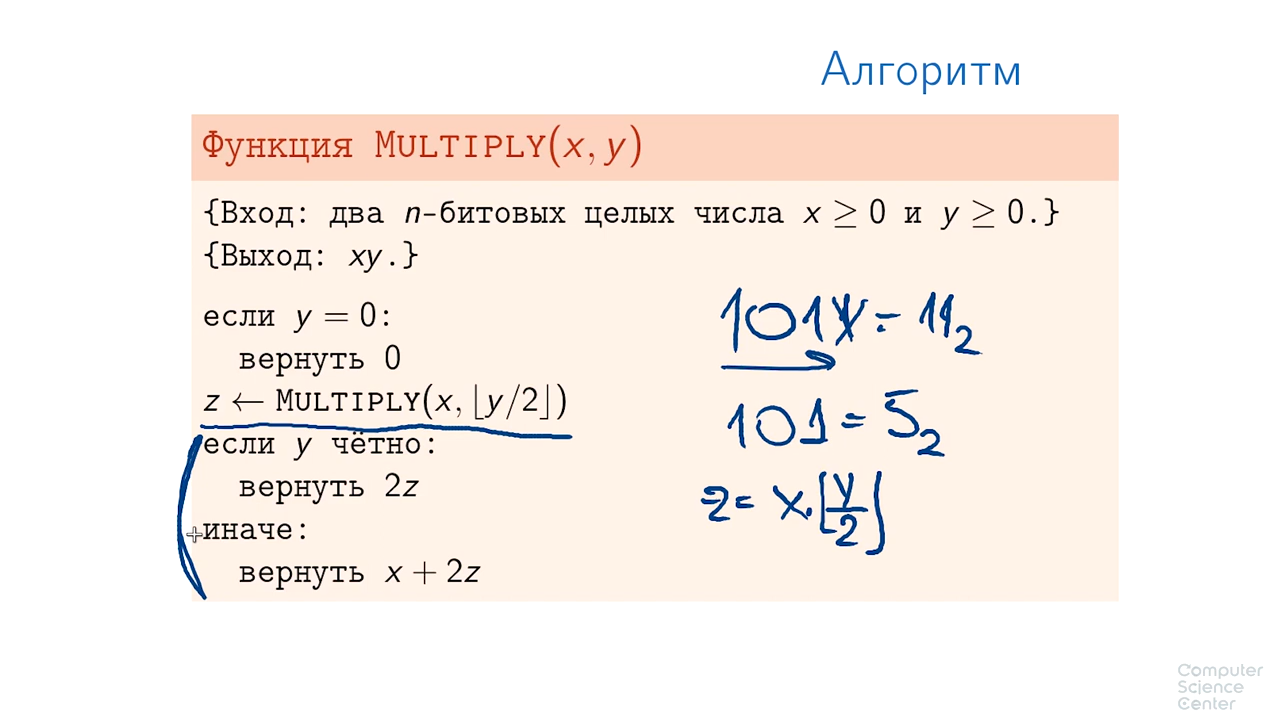 Алгоритм
Функция MULTIPLY(x, y)
{Вход: два n-битовых целых числа x ≥ 0 и y ≥ 0.}
{Выход: xy.}
если y = 0:
вернуть 0
z ← MULTIPLY(x, ⌊y/2⌋)
если y чётно:
вернуть 2z
иначе:
вернуть x + 2z
= 11₂
101 = 5₂
z = x · ⌊y/2⌋
Computer
Science
Center